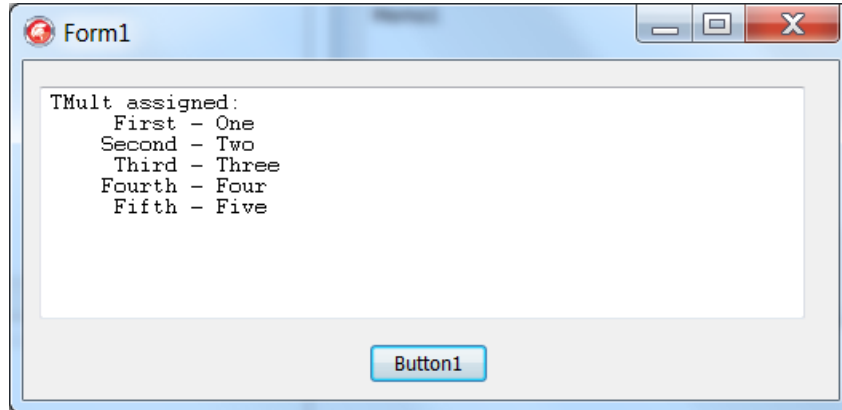 Form1
TMult assigned:
First - One
Second - Two
Third - Three
Fourth - Four
Fifth - Five
Button1